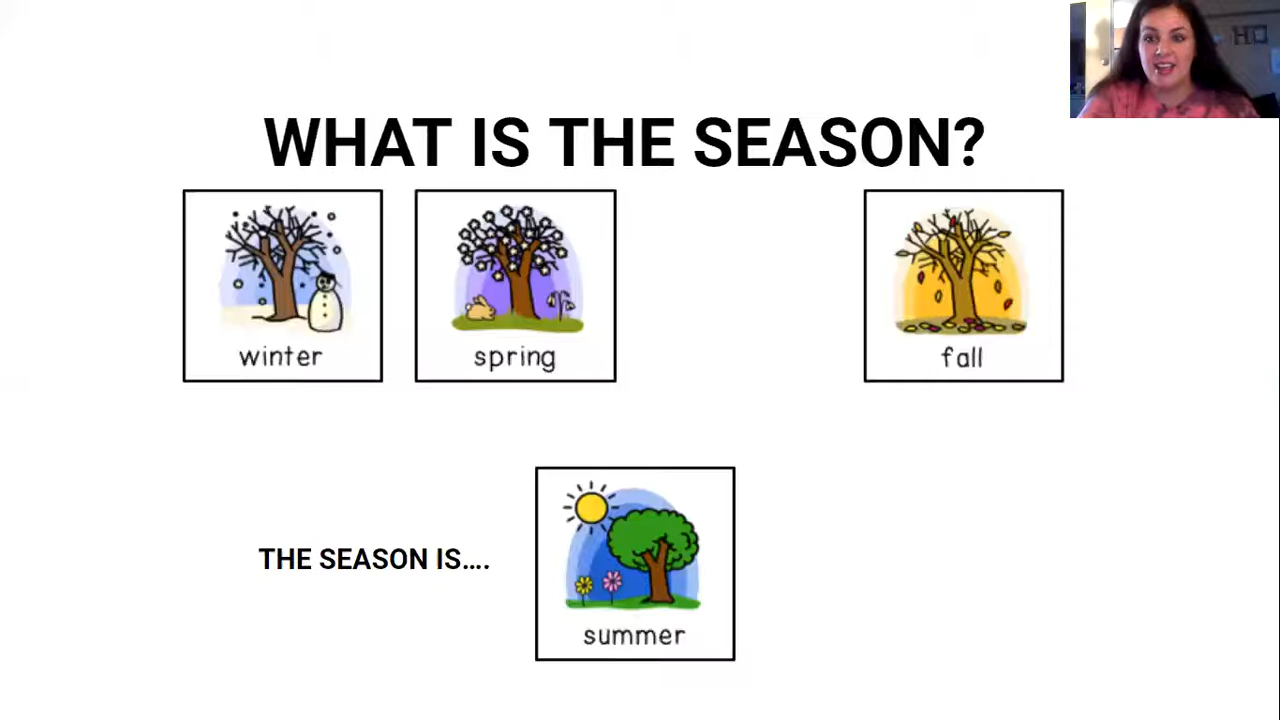 WHAT IS THE SEASON?
winter
spring
fall
THE SEASON IS....
summer